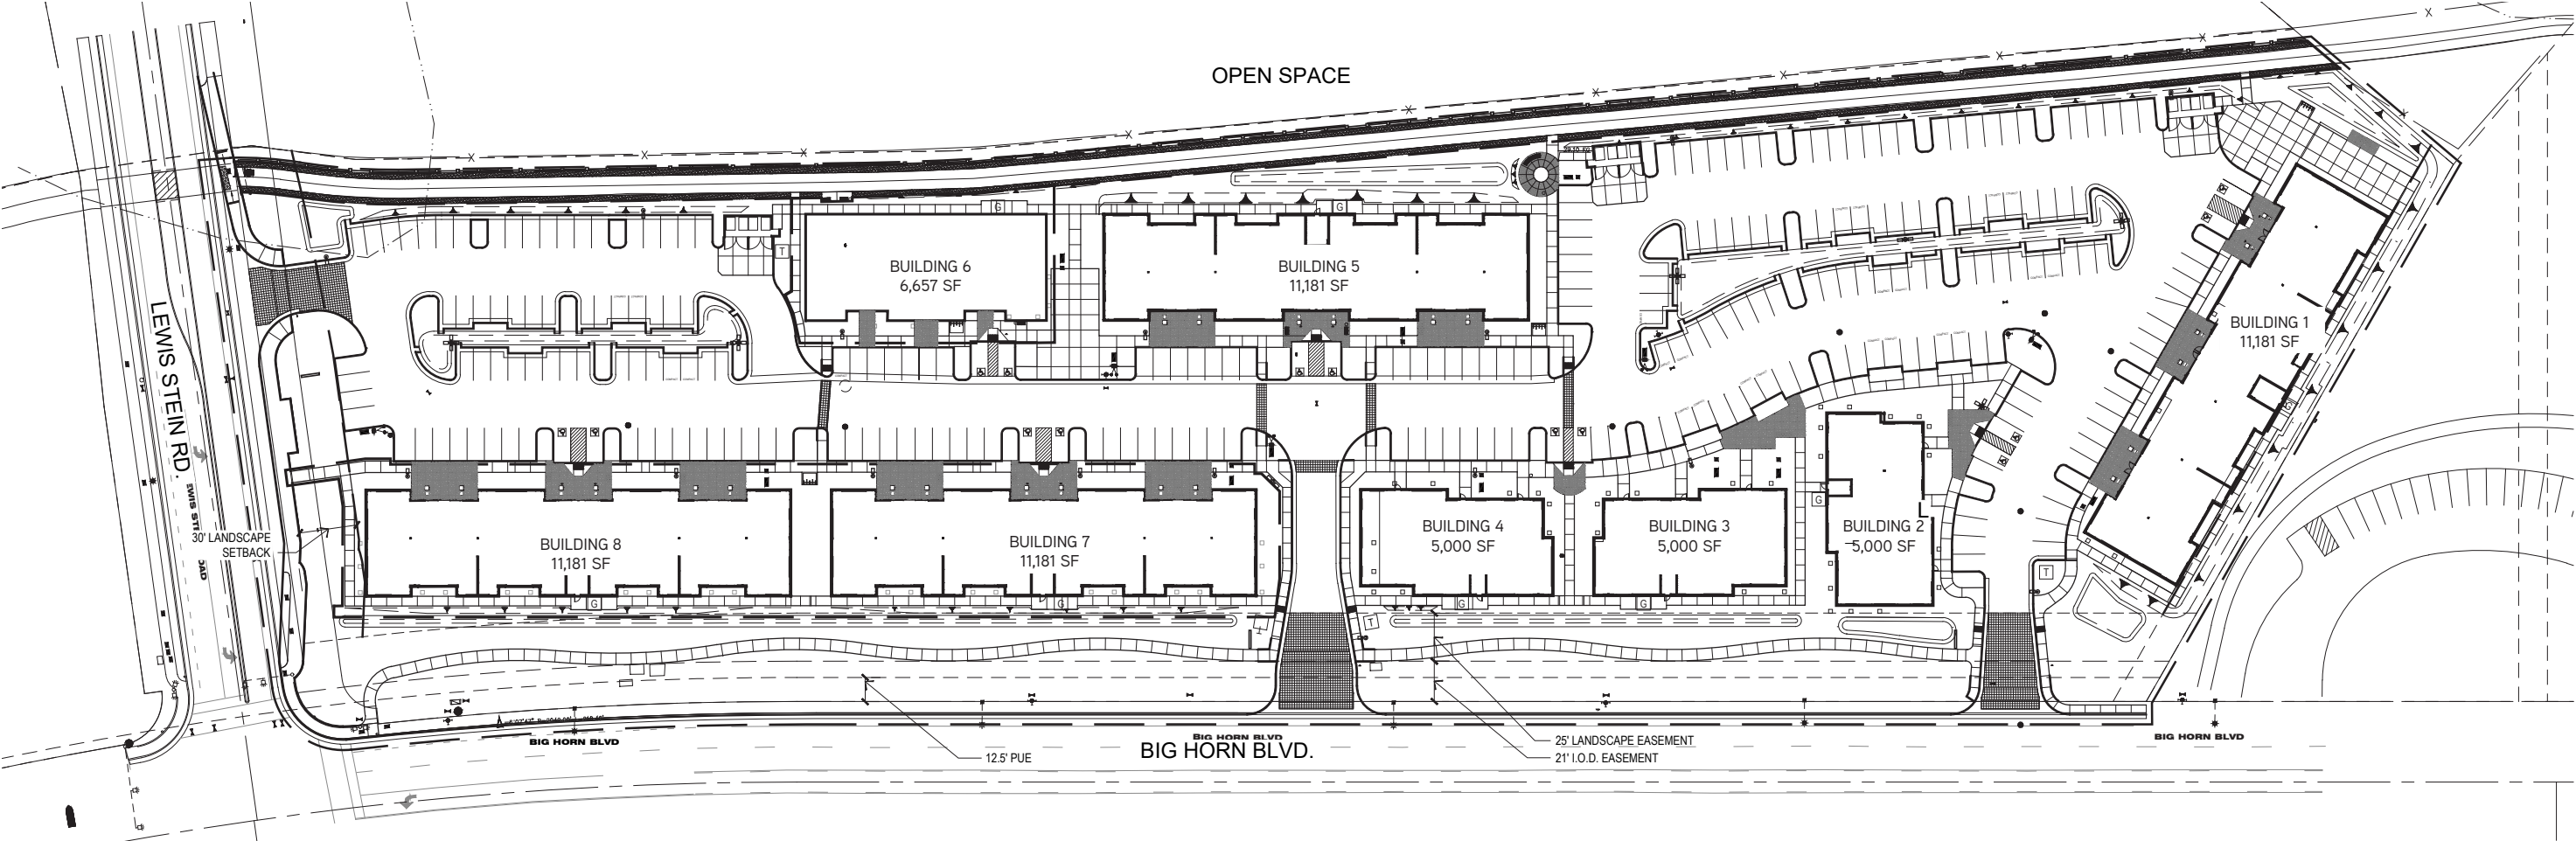 OPEN SPACE
BUILDING 6
6,657 SF
BUILDING 5
11,181 SF
BUILDING 1
11,181 SF
LEWIS STEIN RD.
30' LANDSCAPE
SETBACK
BUILDING 8
11,181 SF
BUILDING 7
11,181 SF
BUILDING 4
5,000 SF
BUILDING 3
5,000 SF
BUILDING 2
5,000 SF
G
G
G
G
G
G
G
T
T
T
T
BIG HORN BLVD
BIG HORN BLVD
BIG HORN BLVD
BIG HORN BLVD.
12.5' PUE
25' LANDSCAPE EASEMENT
21' I.O.D. EASEMENT